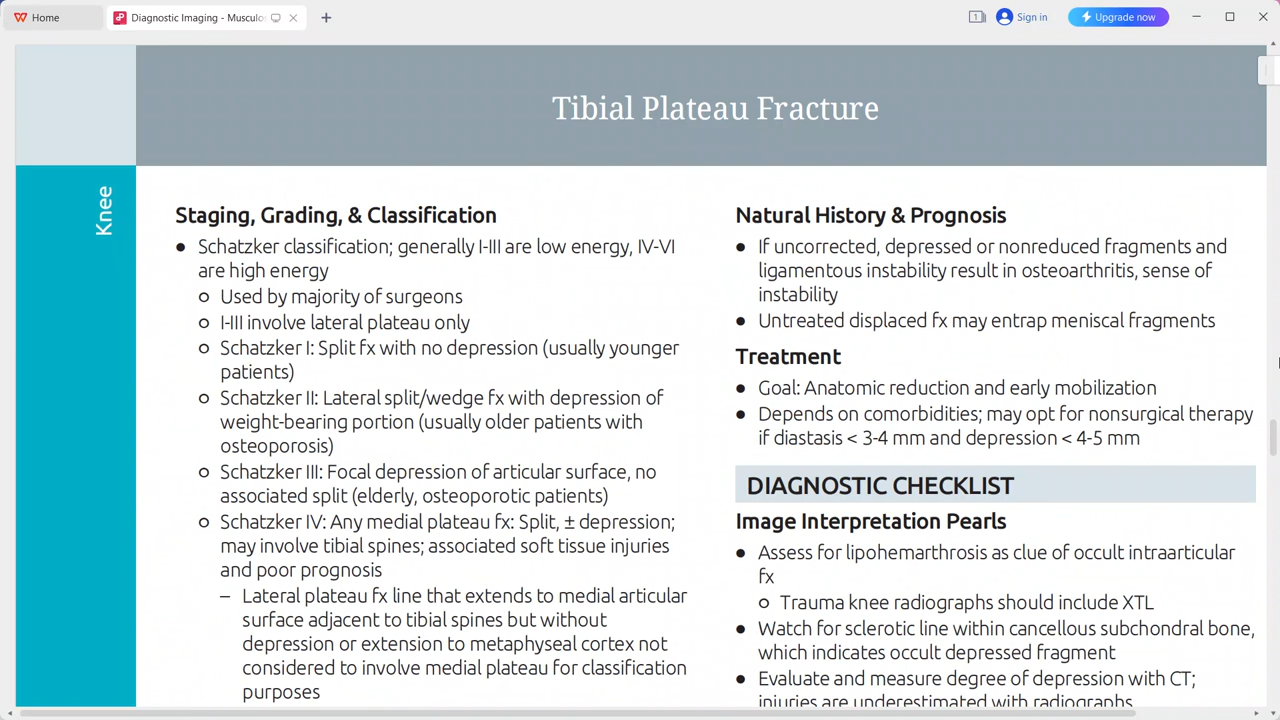 Home
Diagnostic Imaging - Musculos
1
Sign in
Upgrade now
Tibial Plateau Fracture
Knee
Staging, Grading, & Classification
● Schatzker classification; generally I-III are low energy, IV-VI
are high energy
○ Used by majority of surgeons
○ I-III involve lateral plateau only
○ Schatzker I: Split fx with no depression (usually younger
patients)
○ Schatzker II: Lateral split/wedge fx with depression of
weight-bearing portion (usually older patients with
osteoporosis)
○ Schatzker III: Focal depression of articular surface, no
associated split (elderly, osteoporotic patients)
○ Schatzker IV: Any medial plateau fx: Split, ± depression;
may involve tibial spines; associated soft tissue injuries
and poor prognosis
– Lateral plateau fx line that extends to medial articular
surface adjacent to tibial spines but without
depression or extension to metaphyseal cortex not
considered to involve medial plateau for classification
purposes
Natural History & Prognosis
● If uncorrected, depressed or nonreduced fragments and
ligamentous instability result in osteoarthritis, sense of
instability
● Untreated displaced fx may entrap meniscal fragments
Treatment
● Goal: Anatomic reduction and early mobilization
● Depends on comorbidities; may opt for nonsurgical therapy
if diastasis < 3-4 mm and depression < 4-5 mm
DIAGNOSTIC CHECKLIST
Image Interpretation Pearls
● Assess for lipohemarthrosis as clue of occult intraarticular
fx
○ Trauma knee radiographs should include XTL
● Watch for sclerotic line within cancellous subchondral bone,
which indicates occult depressed fragment
● Evaluate and measure degree of depression with CT;
injuries are underestimated with radiographs